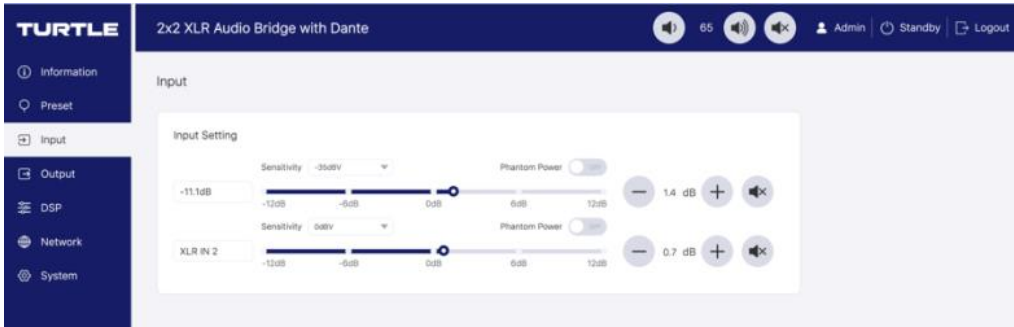 TURTLE
2x2 XLR Audio Bridge with Dante
65
Admin
Standby
Logout
Information
Preset
Input
Output
DSP
Network
System
Input
Input Setting
Sensitivity -35dBV Phantom Power OFF
-11.1dB
1.4 dB
-12dB -6dB 0dB 6dB 12dB
Sensitivity 0dBV Phantom Power OFF
XLR IN 2
0.7 dB
-12dB -6dB 0dB 6dB 12dB